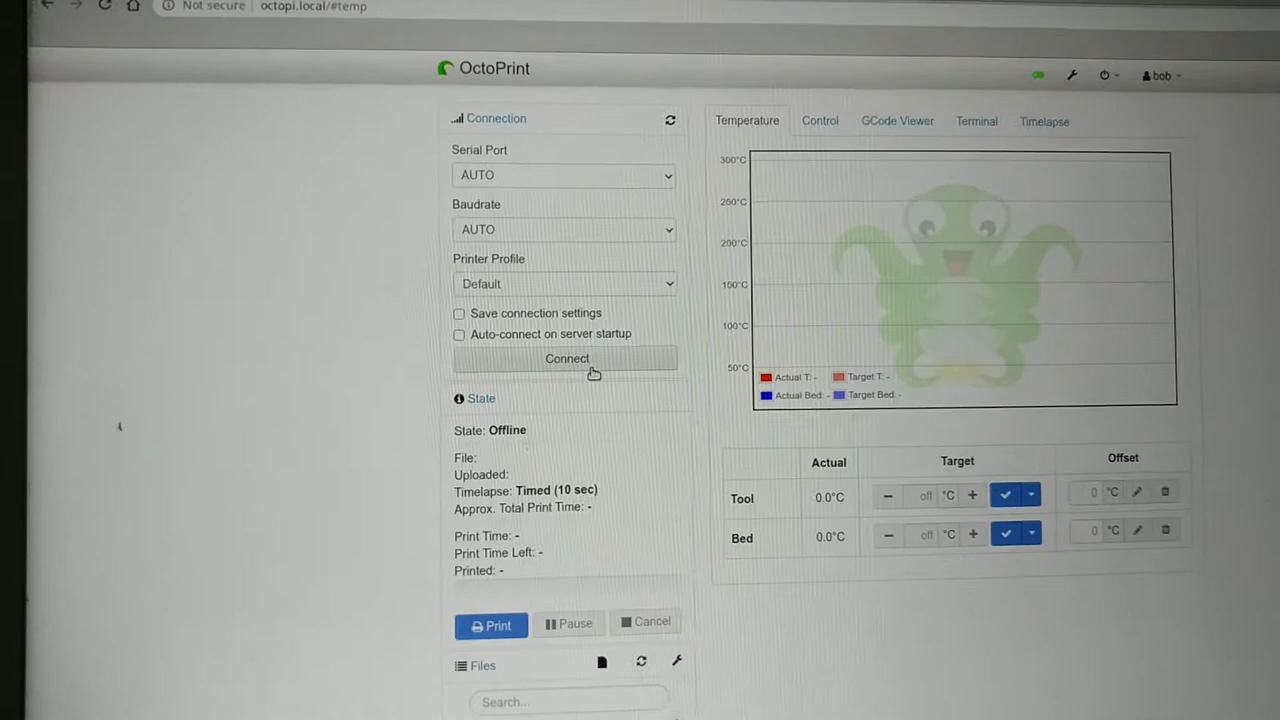 Not secure octopi.local/#temp
OctoPrint
bob
Connection
Serial Port
AUTO
Baudrate
AUTO
Printer Profile
Default
Save connection settings
Auto-connect on server startup
Connect
State
State: Offline
File:
Uploaded:
Timelapse: Timed (10 sec)
Approx. Total Print Time: -
Print Time: -
Print Time Left: -
Printed: -
Print Pause Cancel
Files
Search...
Temperature Control GCode Viewer Terminal Timelapse
300°C
250°C
200°C
150°C
100°C
50°C
Actual T: - Target T: -
Actual Bed: - Target Bed: -
Actual Target Offset
Tool 0.0°C − off °C + 0 °C
Bed 0.0°C − off °C + 0 °C